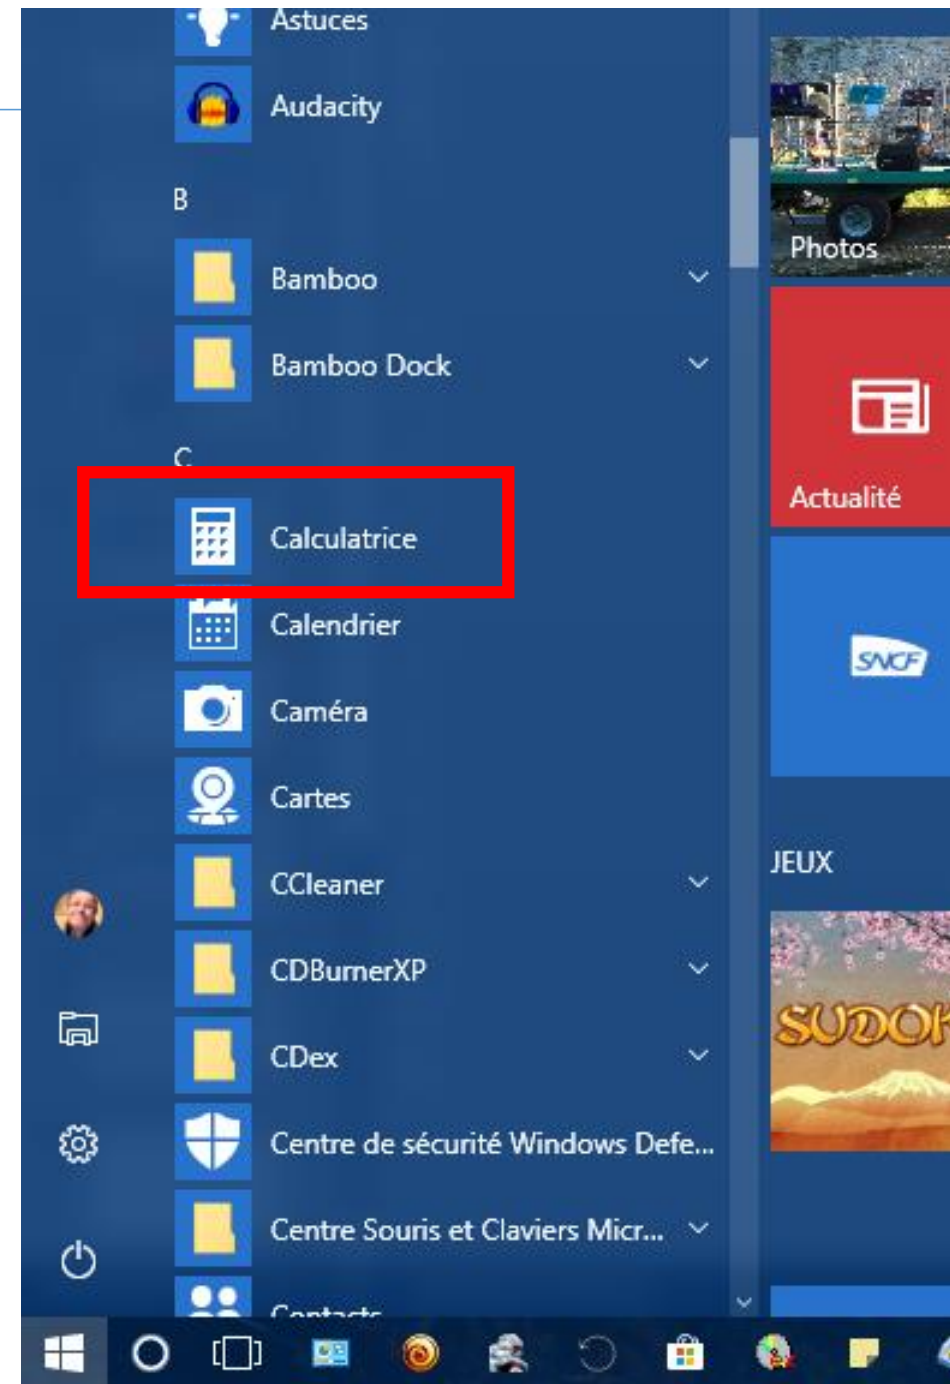 Astuces
Audacity
B
Bamboo
Bamboo Dock
C
Calculatrice
Calendrier
Caméra
Cartes
CCleaner
CDBurnerXP
CDex
Centre de sécurité Windows Defe...
Centre Souris et Claviers Micr...
Contacts
Photos
Actualité
SNCF
JEUX
SUDOK